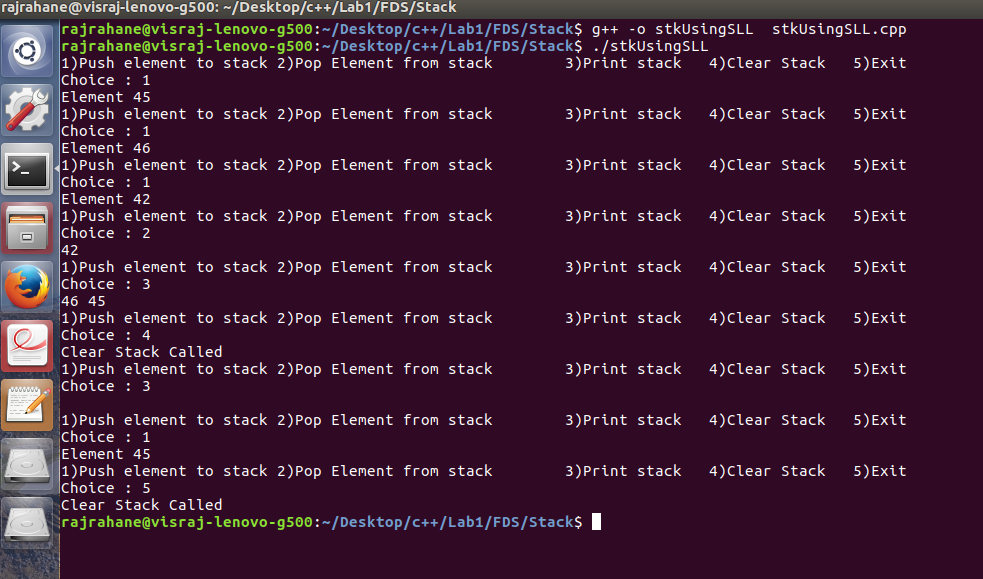 rajrahane@visraj-lenovo-g500: ~/Desktop/c++/Lab1/FDS/Stack
rajrahane@visraj-lenovo-g500:~/Desktop/c++/Lab1/FDS/Stack$ g++ -o stkUsingSLL  stkUsingSLL.cpp
rajrahane@visraj-lenovo-g500:~/Desktop/c++/Lab1/FDS/Stack$ ./stkUsingSLL
1)Push element to stack 2)Pop Element from stack        3)Print stack   4)Clear Stack   5)Exit
Choice : 1
Element 45
1)Push element to stack 2)Pop Element from stack        3)Print stack   4)Clear Stack   5)Exit
Choice : 1
Element 46
1)Push element to stack 2)Pop Element from stack        3)Print stack   4)Clear Stack   5)Exit
Choice : 1
Element 42
1)Push element to stack 2)Pop Element from stack        3)Print stack   4)Clear Stack   5)Exit
Choice : 2
42
1)Push element to stack 2)Pop Element from stack        3)Print stack   4)Clear Stack   5)Exit
Choice : 3
46 45
1)Push element to stack 2)Pop Element from stack        3)Print stack   4)Clear Stack   5)Exit
Choice : 4
Clear Stack Called
1)Push element to stack 2)Pop Element from stack        3)Print stack   4)Clear Stack   5)Exit
Choice : 3

1)Push element to stack 2)Pop Element from stack        3)Print stack   4)Clear Stack   5)Exit
Choice : 1
Element 45
1)Push element to stack 2)Pop Element from stack        3)Print stack   4)Clear Stack   5)Exit
Choice : 5
Clear Stack Called
rajrahane@visraj-lenovo-g500:~/Desktop/c++/Lab1/FDS/Stack$